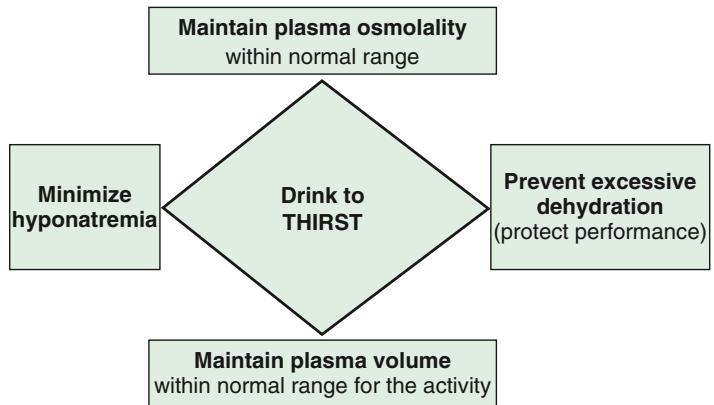 Maintain plasma osmolality
within normal range
Minimize
hyponatremia
Drink to
THIRST
Prevent excessive
dehydration
(protect performance)
Maintain plasma volume
within normal range for the activity